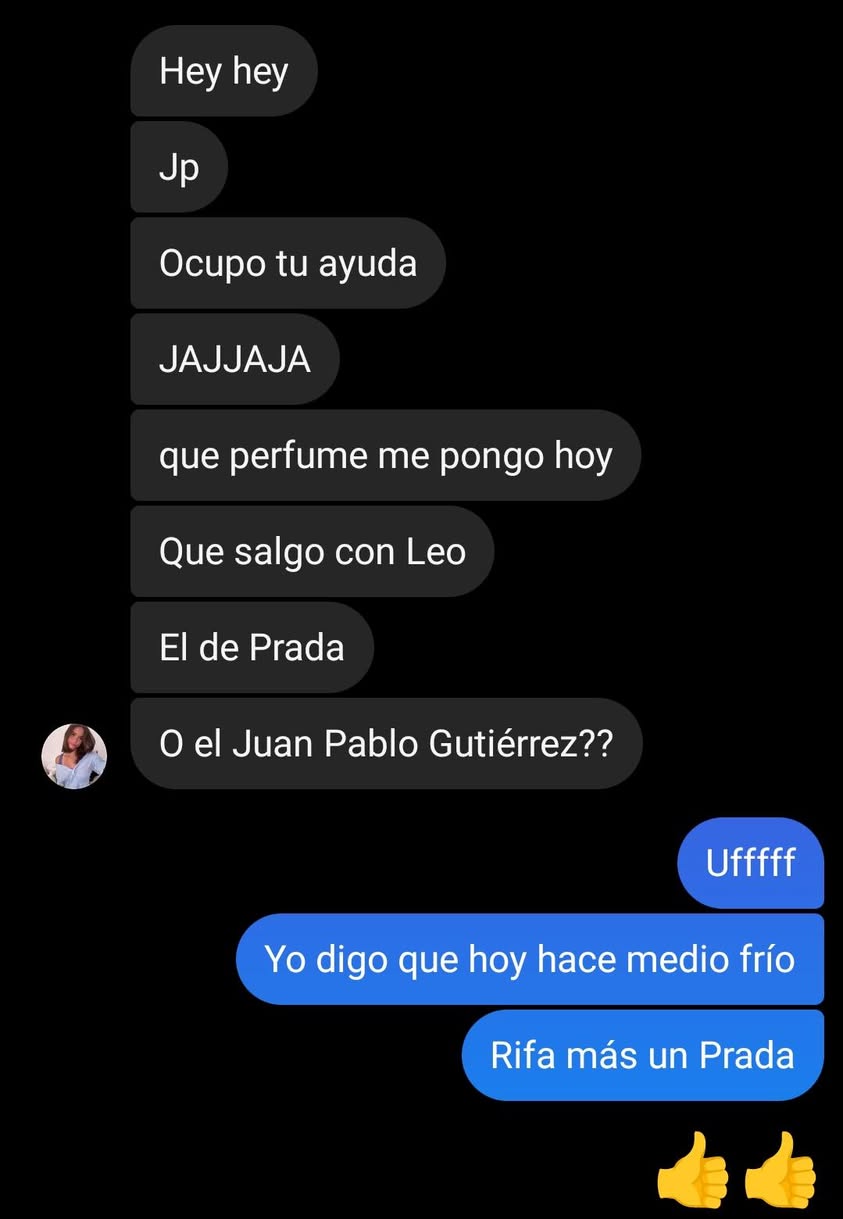 Hey hey
Jp
Ocupo tu ayuda
JAJJAJA
que perfume me pongo hoy
Que salgo con Leo
El de Prada
O el Juan Pablo Gutiérrez??
Ufffff
Yo digo que hoy hace medio frío
Rifa más un Prada
👍👍